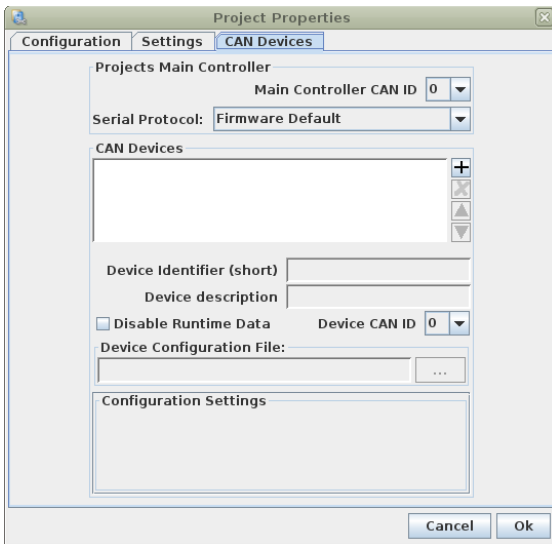 Project Properties
Configuration Settings CAN Devices
Projects Main Controller
Main Controller CAN ID 0
Serial Protocol: Firmware Default
CAN Devices
Device Identifier (short)
Device description
Disable Runtime Data Device CAN ID 0
Device Configuration File:
...
Configuration Settings
Cancel Ok